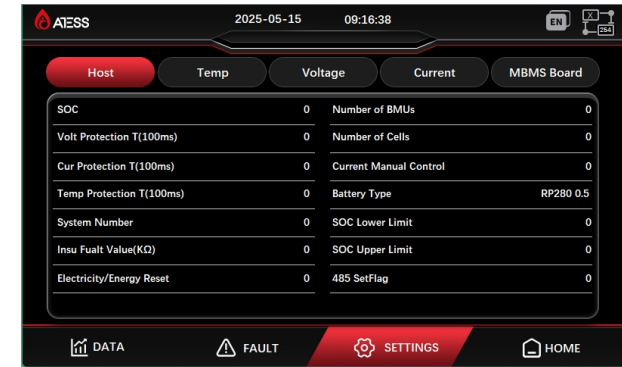 ATESS 2025-05-15 09:16:38 EN X 254
Host Temp Voltage Current MBMS Board
SOC 0 Number of BMUs 0
Volt Protection T(100ms) 0 Number of Cells 0
Cur Protection T(100ms) 0 Current Manual Control 0
Temp Protection T(100ms) 0 Battery Type RP280 0.5
System Number 0 SOC Lower Limit 0
Insu Fualt Value(KΩ) 0 SOC Upper Limit 0
Electricity/Energy Reset 0 485 SetFlag 0
DATA FAULT SETTINGS HOME